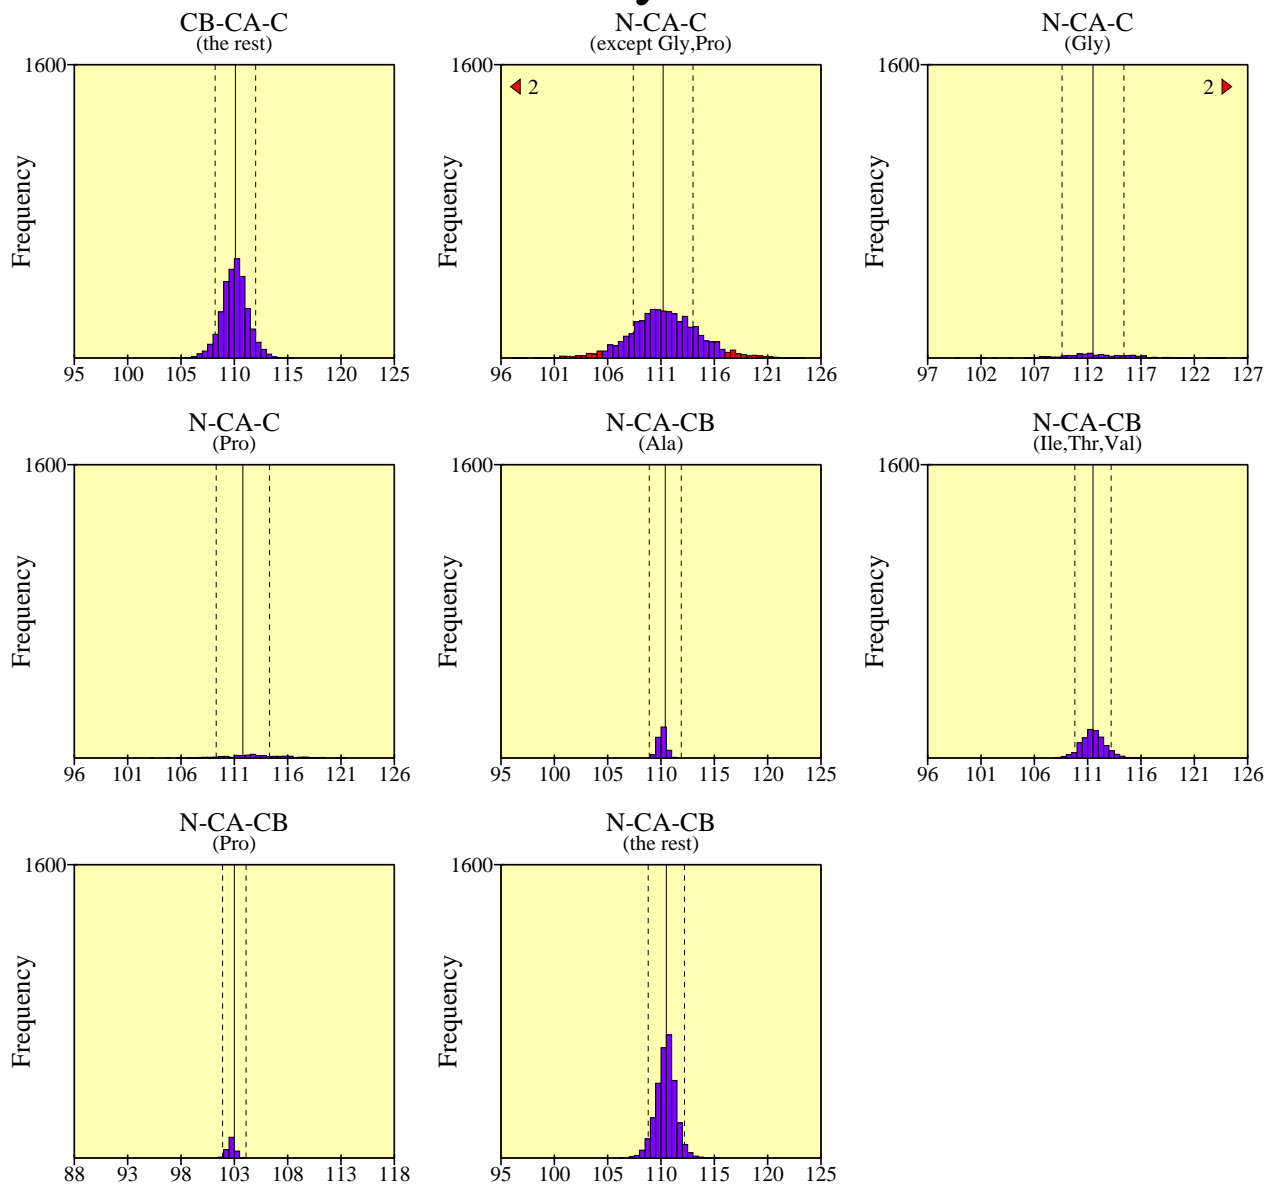 CB-CA-C N-CA-C N-CA-C
(the rest) (except Gly,Pro) (Gly)
1600 1600 1600
2 2
Frequency Frequency Frequency
95 100 105 110 115 120 125 96 101 106 111 116 121 126 97 102 107 112 117 122 127
N-CA-C N-CA-CB N-CA-CB
(Pro) (Ala) (Ile,Thr,Val)
1600 1600 1600
Frequency Frequency Frequency
96 101 106 111 116 121 126 95 100 105 110 115 120 125 96 101 106 111 116 121 126
N-CA-CB N-CA-CB
(Pro) (the rest)
1600 1600
Frequency Frequency
88 93 98 103 108 113 118 95 100 105 110 115 120 125